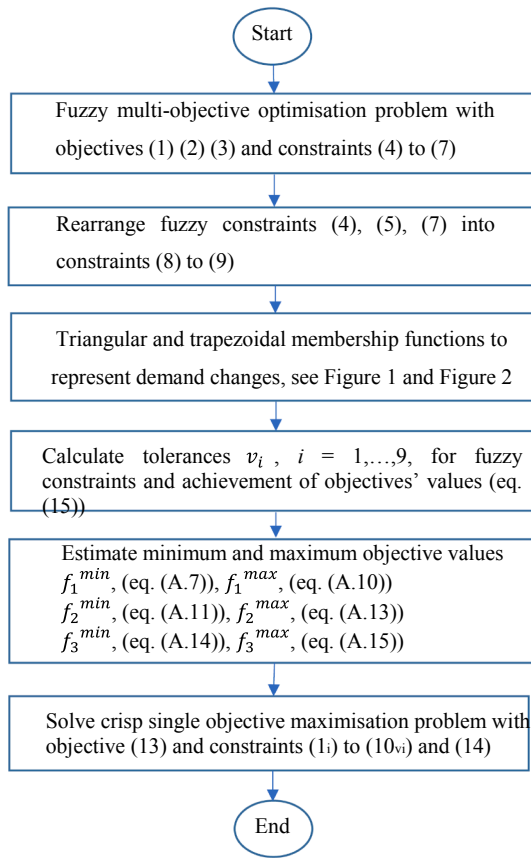 Start
Fuzzy multi-objective optimisation problem with
objectives (1) (2) (3) and constraints (4) to (7)
Rearrange fuzzy constraints (4), (5), (7) into
constraints (8) to (9)
Triangular and trapezoidal membership functions to
represent demand changes, see Figure 1 and Figure 2
Calculate tolerances vᵢ , i = 1,…,9, for fuzzy
constraints and achievement of objectives’ values (eq.
(15))
Estimate minimum and maximum objective values
f₁ᵐⁱⁿ, (eq. (A.7)), f₁ᵐᵃˣ, (eq. (A.10))
f₂ᵐⁱⁿ, (eq. (A.11)), f₂ᵐᵃˣ, (eq. (A.13))
f₃ᵐⁱⁿ, (eq. (A.14)), f₃ᵐᵃˣ, (eq. (A.15))
Solve crisp single objective maximisation problem with
objective (13) and constraints (1ᵢ) to (10ᵥᵢ) and (14)
End